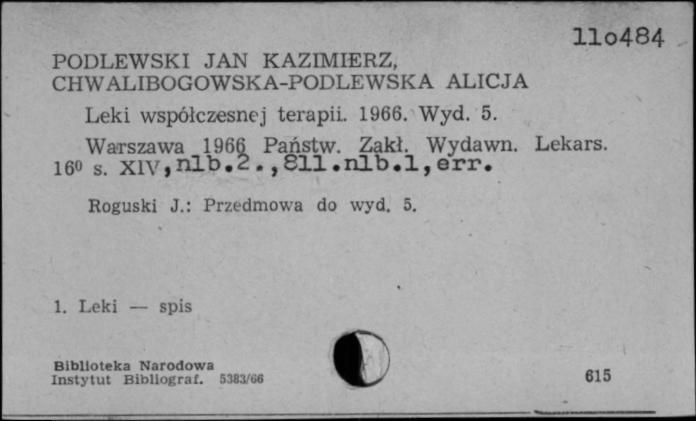 11o484
PODLEWSKI JAN KAZIMIERZ,
CHWALIBOGOWSKA-PODLEWSKA ALICJA
Leki współczesnej terapii. 1966. Wyd. 5.
Warszawa 1966 Państw. Zakł. Wydawn. Lekars.
16⁰ s. XIV,nlb.2.,811.nlb.1,err.
Roguski J.: Przedmowa do wyd. 5.
1. Leki — spis
Biblioteka Narodowa
Instytut Bibliograf. 5383/66
615